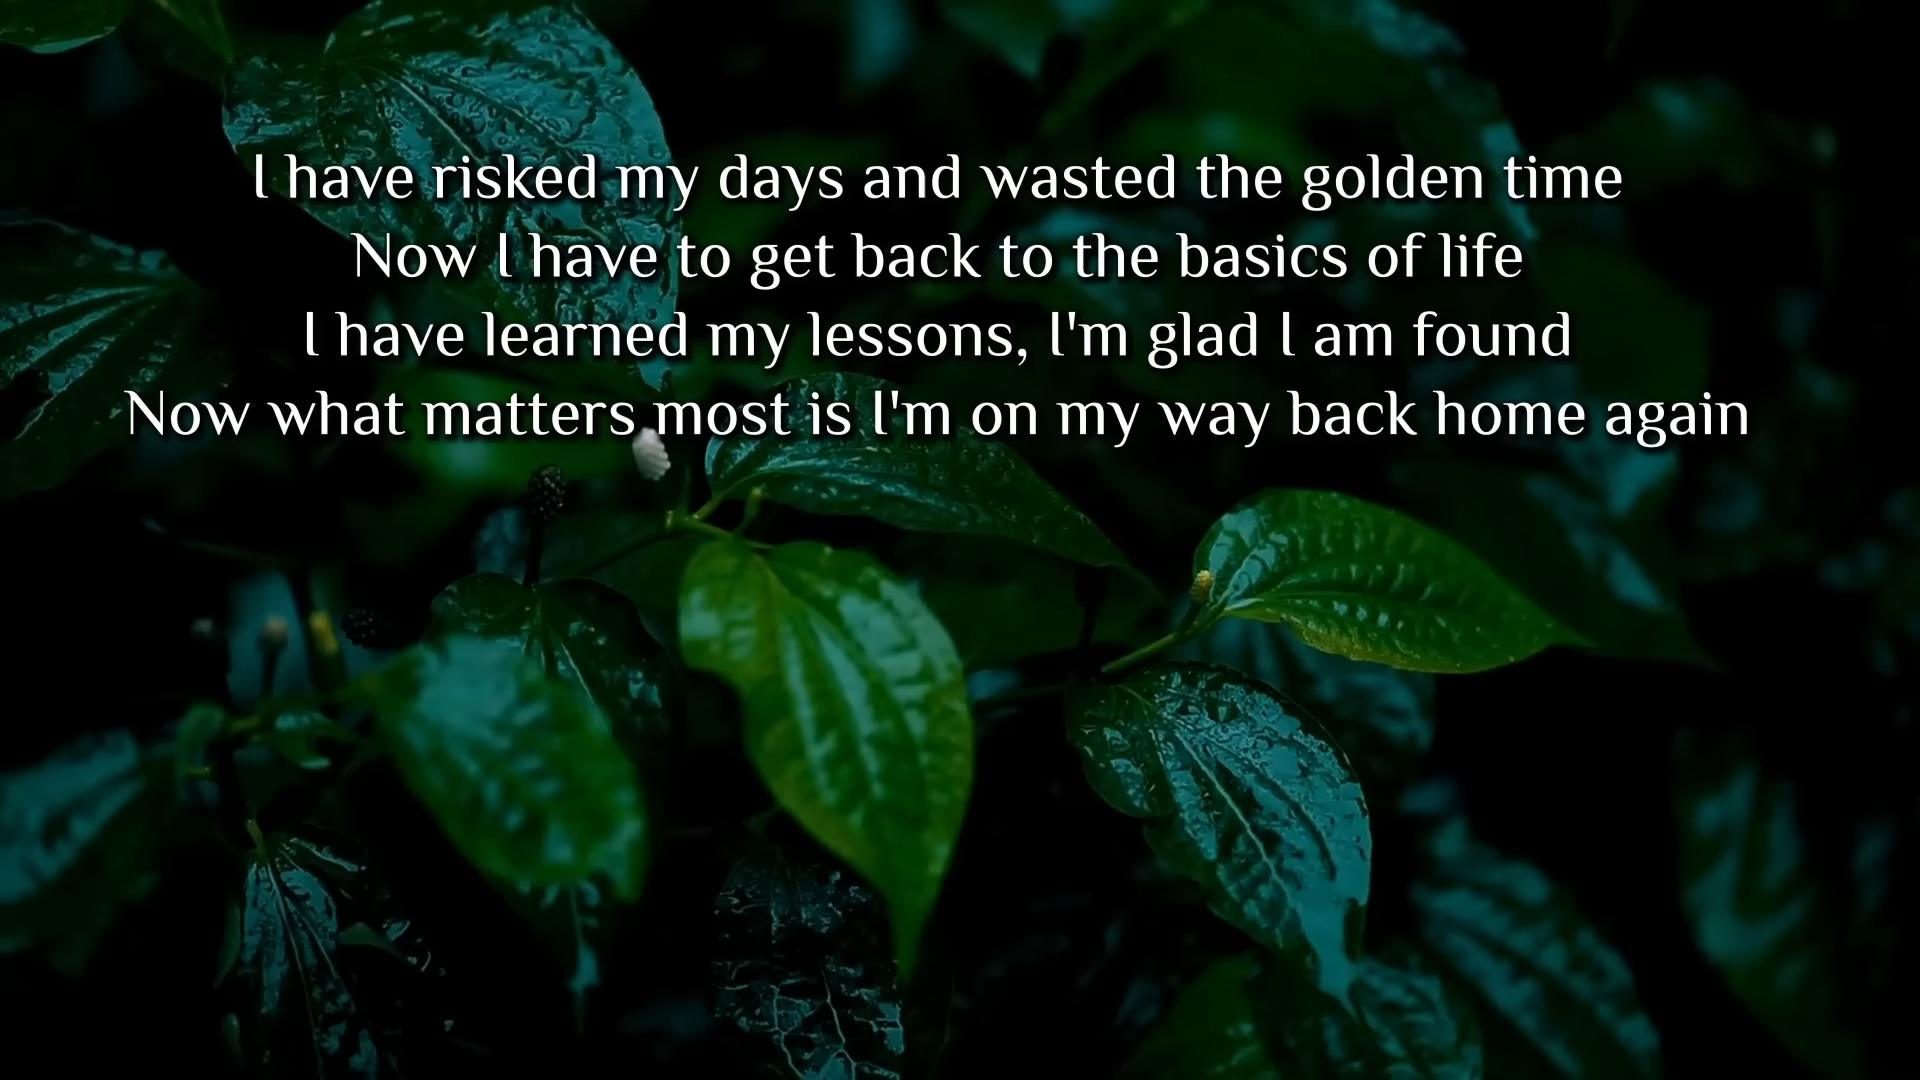 I have risked my days and wasted the golden time
Now I have to get back to the basics of life
I have learned my lessons, I'm glad I am found
Now what matters most is I'm on my way back home again